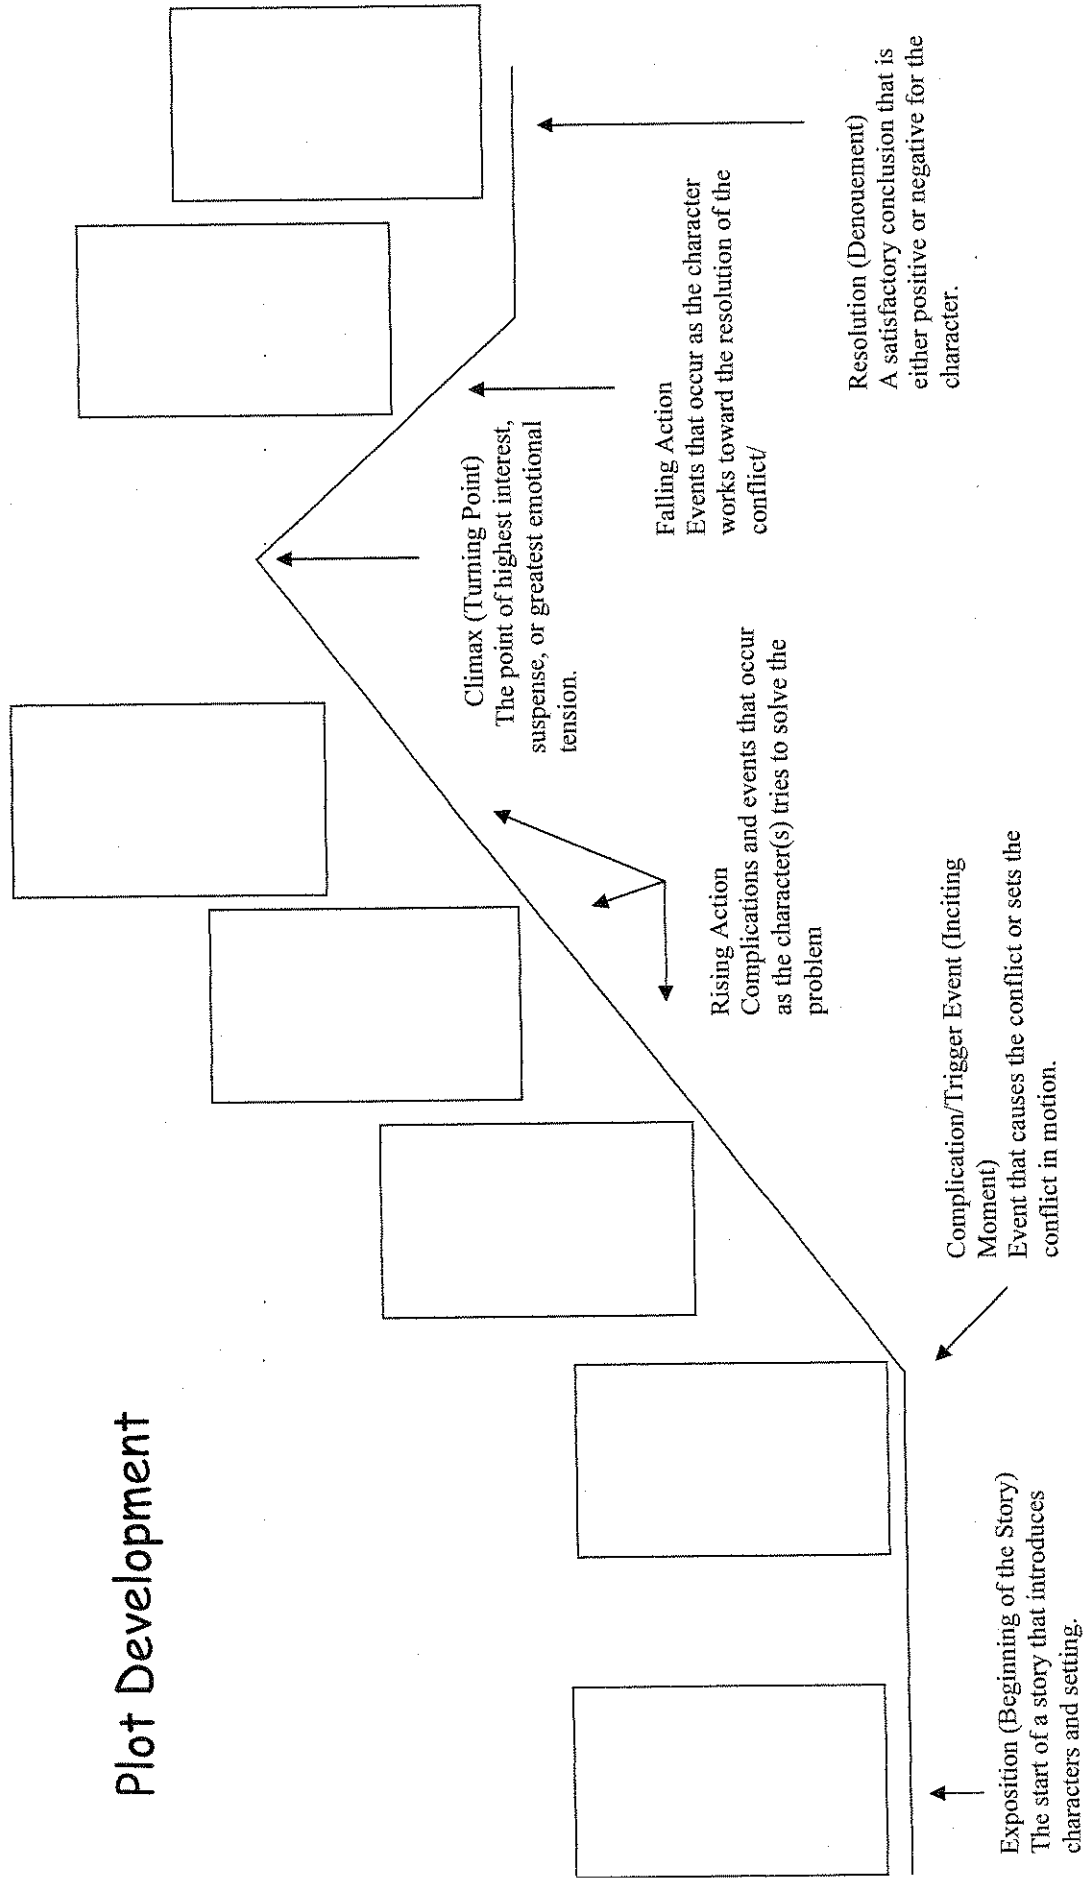 Plot Development
Exposition (Beginning of the Story)
The start of a story that introduces
characters and setting.
Complication/Trigger Event (Inciting
Moment)
Event that causes the conflict or sets the
conflict in motion.
Rising Action
Complications and events that occur
as the character(s) tries to solve the
problem
Climax (Turning Point)
The point of highest interest,
suspense, or greatest emotional
tension.
Falling Action
Events that occur as the character
works toward the resolution of the
conflict/
Resolution (Denouement)
A satisfactory conclusion that is
either positive or negative for the
character.